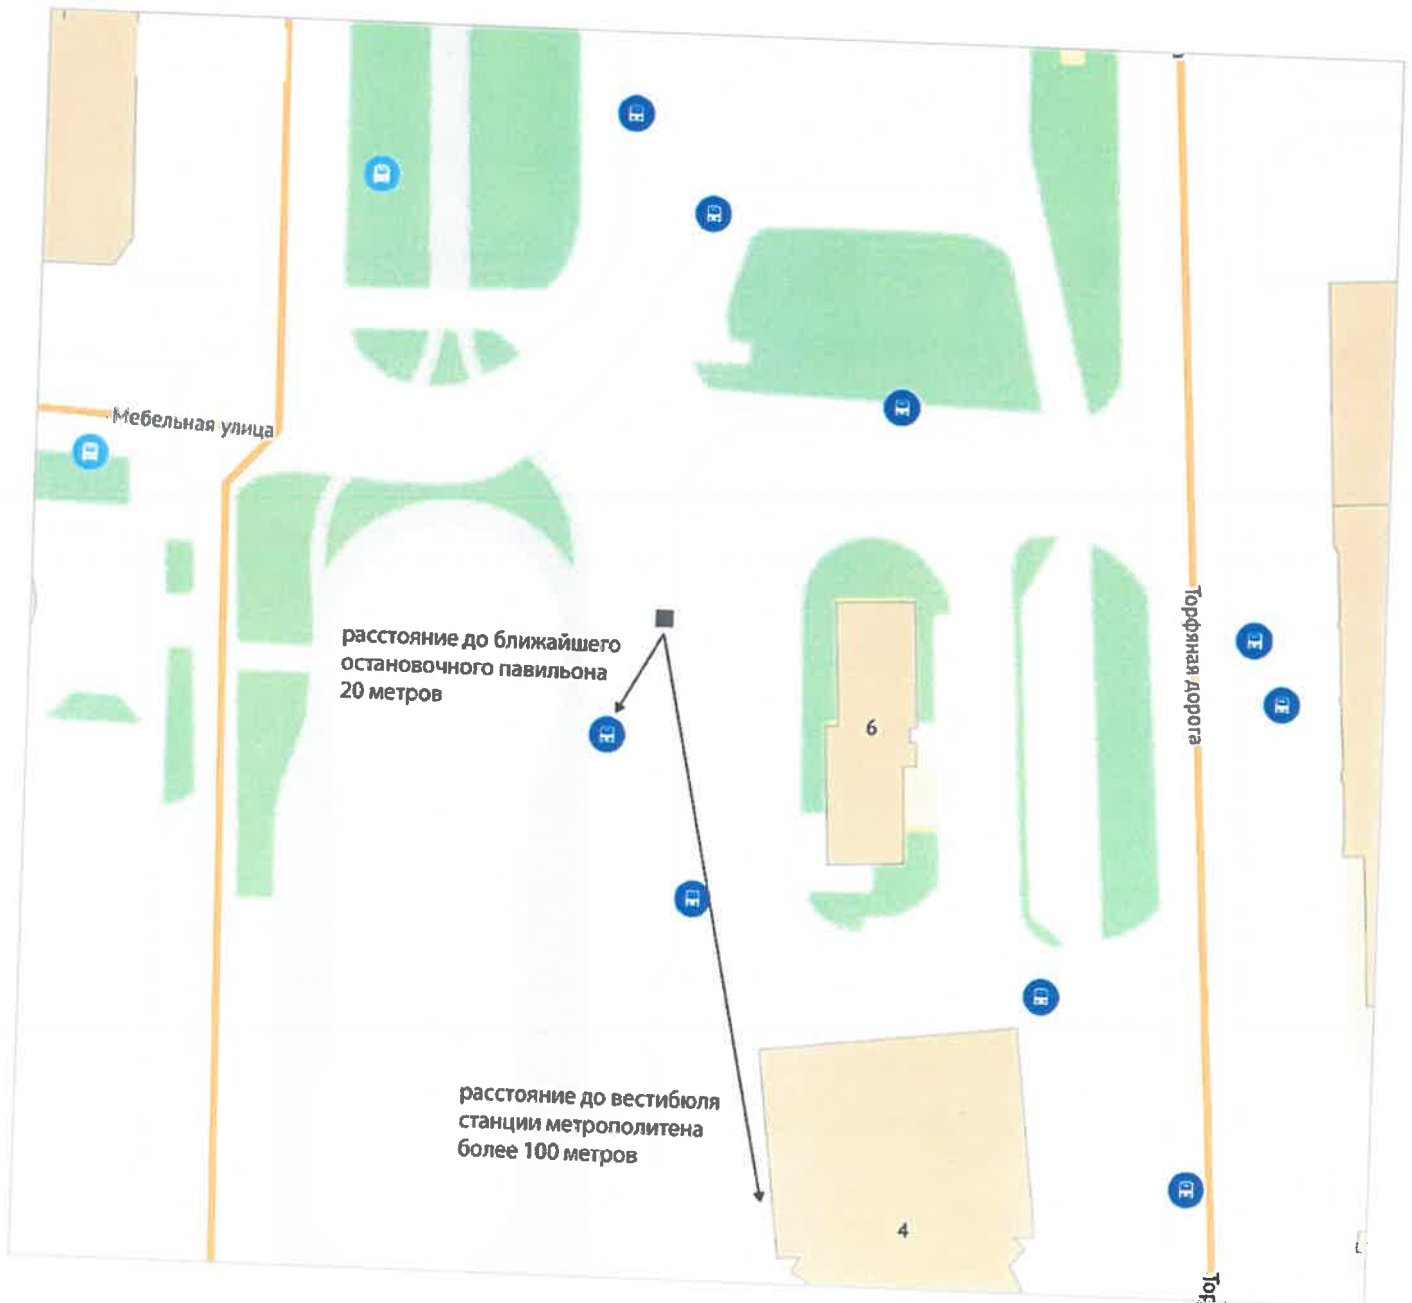 Мебельная улица
расстояние до ближайшего
остановочного павильона
20 метров
Торфяная дорога
6
расстояние до вестибюля
станции метрополитена
более 100 метров
4